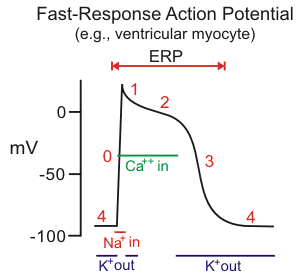 Fast-Response Action Potential
(e.g., ventricular myocyte)
ERP
1
2
0
0
Ca++ in
mV
3
-50
4
4
-100
Na+ in
K+out
K+out